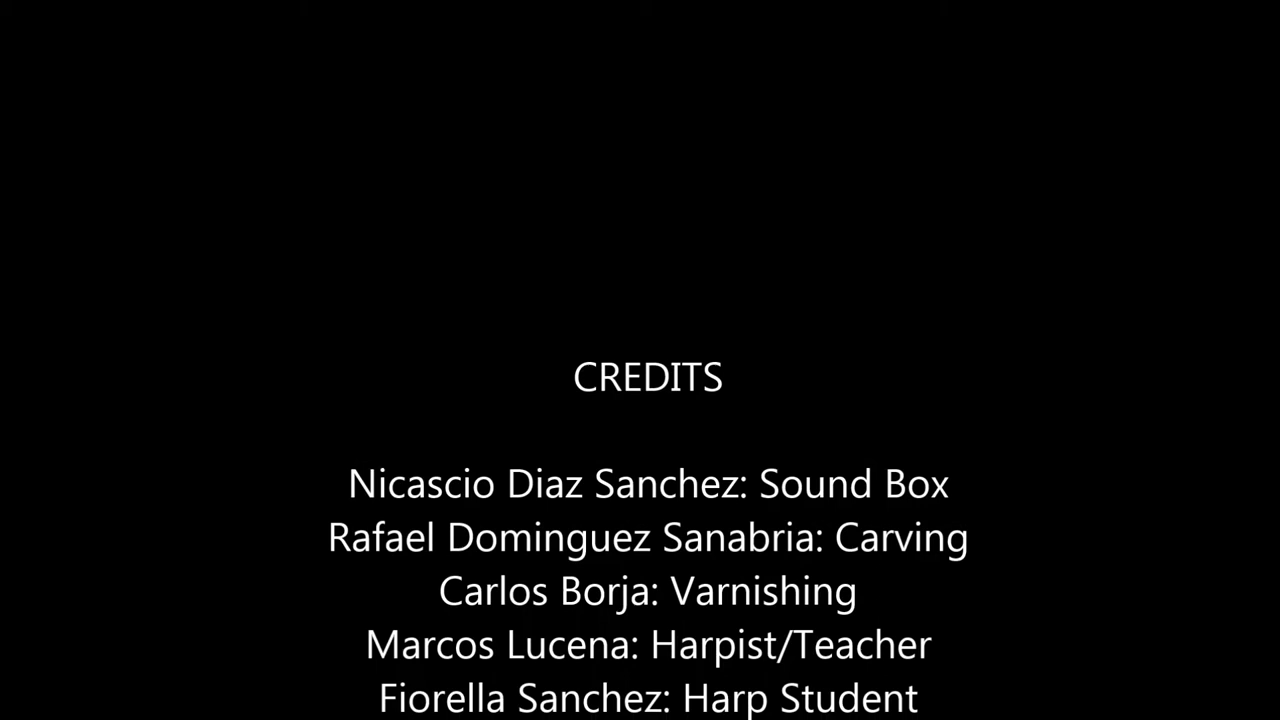 CREDITS
Nicascio Diaz Sanchez: Sound Box
Rafael Dominguez Sanabria: Carving
Carlos Borja: Varnishing
Marcos Lucena: Harpist/Teacher
Fiorella Sanchez: Harp Student